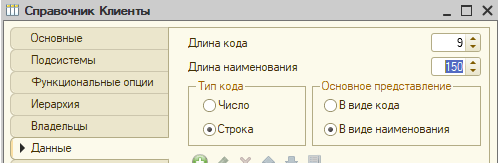 Справочник Клиенты
Основные
Подсистемы
Функциональные опции
Иерархия
Владельцы
Данные
Длина кода 9
Длина наименования 150
Тип кода
Число
Строка
Основное представление
В виде кода
В виде наименования